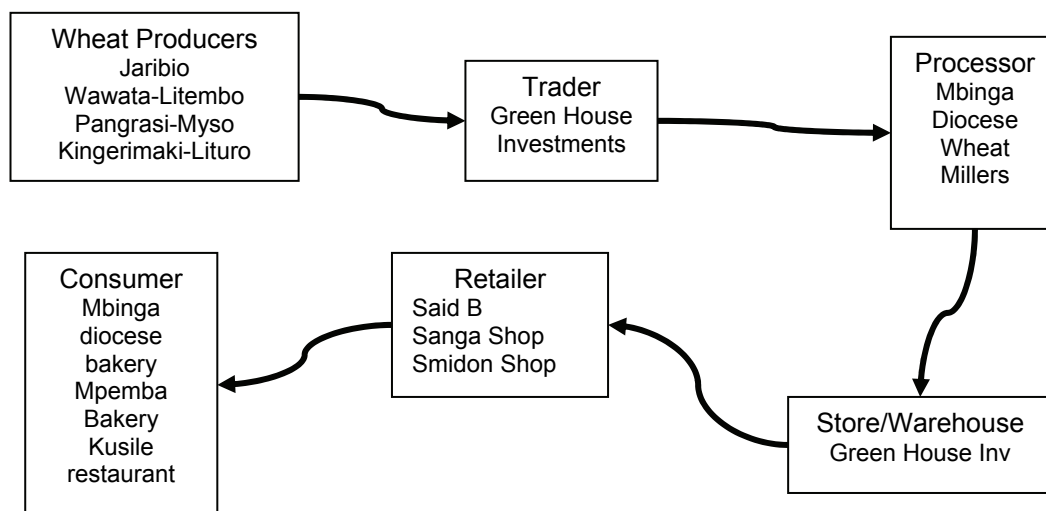 Wheat Producers
Jaribio
Wawata-Litembo
Pangrasi-Myso
Kingerimaki-Lituro
Trader
Green House
Investments
Processor
Mbinga
Diocese
Wheat
Millers
Store/Warehouse
Green House Inv
Retailer
Said B
Sanga Shop
Smidon Shop
Consumer
Mbinga
diocese
bakery
Mpemba
Bakery
Kusile
restaurant